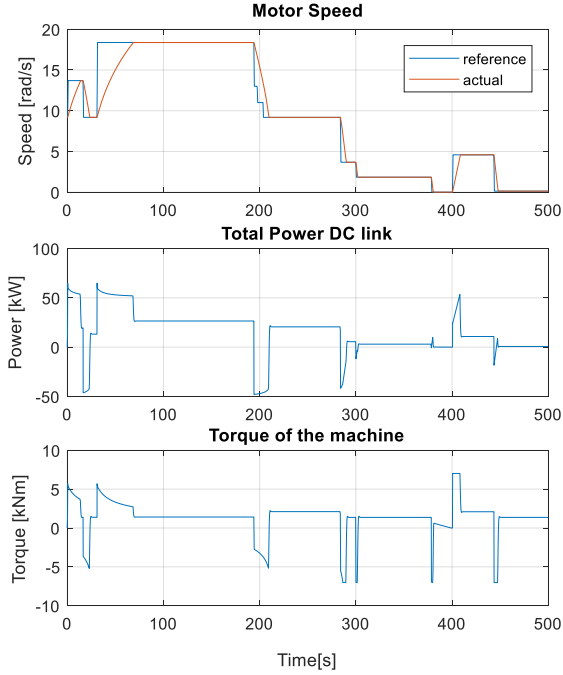 Motor Speed
20
15
10
5
0
Speed [rad/s]
reference
actual
0 100 200 300 400 500
Total Power DC link
100
50
0
-50
Power [kW]
0 100 200 300 400 500
Torque of the machine
10
5
0
-5
-10
Torque [kNm]
0 100 200 300 400 500
Time[s]